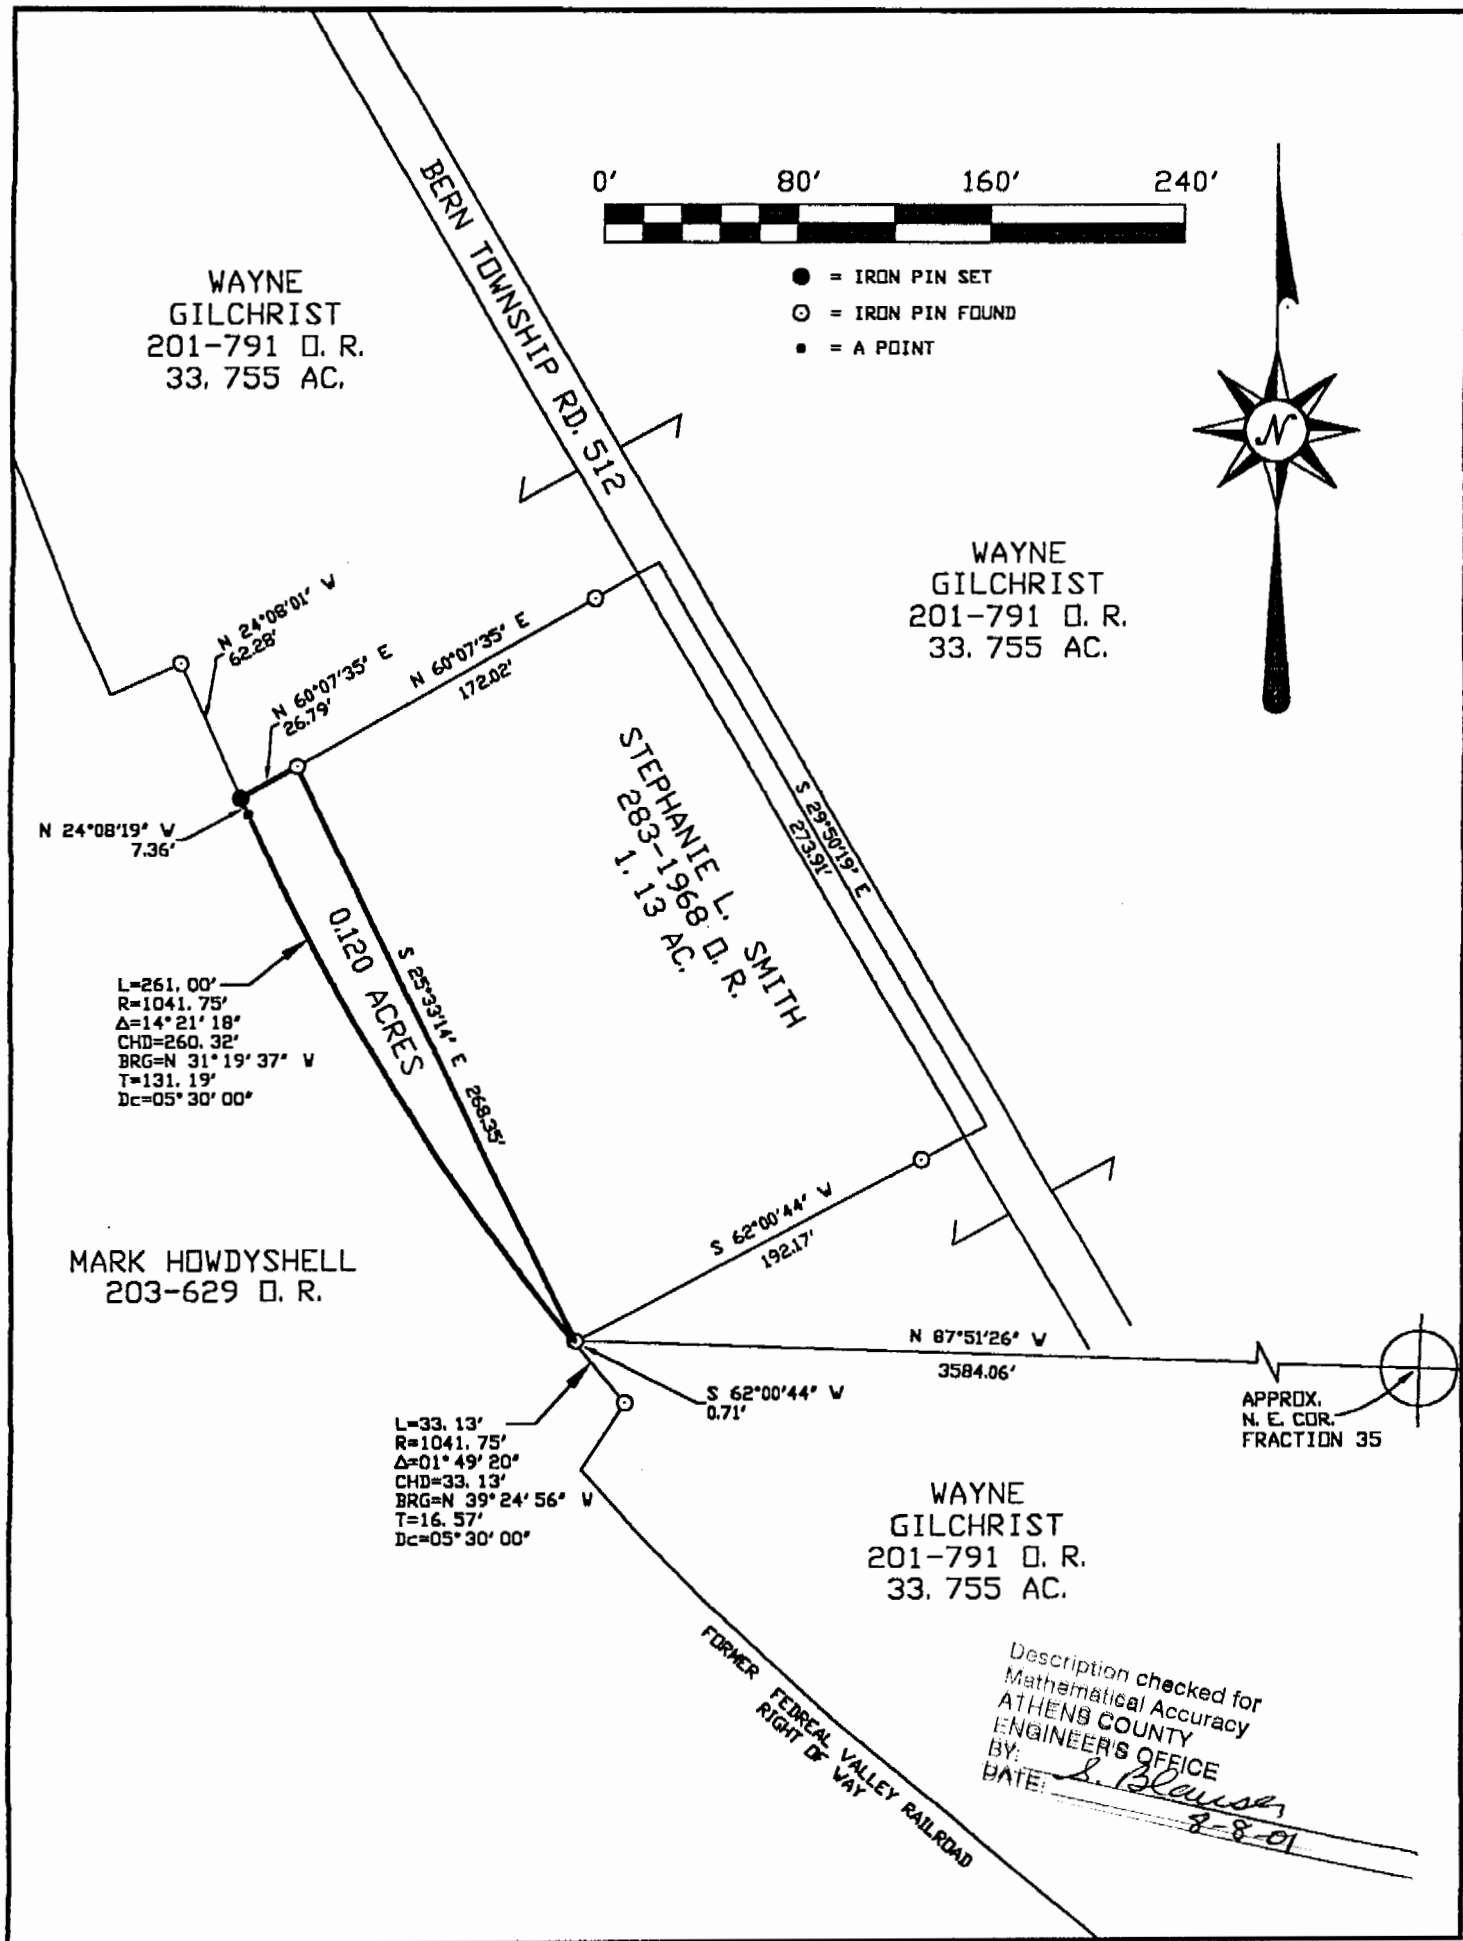 BERN TOWNSHIP RD. 512
0' 80' 160' 240'
= IRON PIN SET
= IRON PIN FOUND
= A POINT
N
WAYNE
GILCHRIST
201-791 O. R.
33. 755 AC.
WAYNE
GILCHRIST
201-791 O. R.
33. 755 AC.
N 24°08'01" W
62.28'
N 60°07'35" E
26.79'
N 60°07'35" E
172.02'
N 24°08'19" W
7.36'
STEPHANIE L. SMITH
283-1968 O. R.
1. 13 AC.
S 29°50'19" E
273.91'
0.120 ACRES
S 25°33'14" E 268.35'
L=261. 00'
R=1041. 75'
Δ=14° 21' 18"
CHD=260. 32'
BRG=N 31° 19' 37" W
T=131. 19'
Dc=05° 30' 00"
MARK HOWDYSHELL
203-629 O. R.
S 62°00'44" W
192.17'
N 87°51'26" W
3584.06'
S 62°00'44" W
0.71'
APPROX.
N. E. COR.
FRACTION 35
L=33. 13'
R=1041. 75'
Δ=01° 49' 20"
CHD=33. 13'
BRG=N 39° 24' 56" W
T=16. 57'
Dc=05° 30' 00"
WAYNE
GILCHRIST
201-791 O. R.
33. 755 AC.
FORMER FEDREAL VALLEY RAILROAD
RIGHT OF WAY
Description checked for
Mathematical Accuracy
ATHENS COUNTY
ENGINEER'S OFFICE
BY: S. Blauser
DATE: 8-8-01